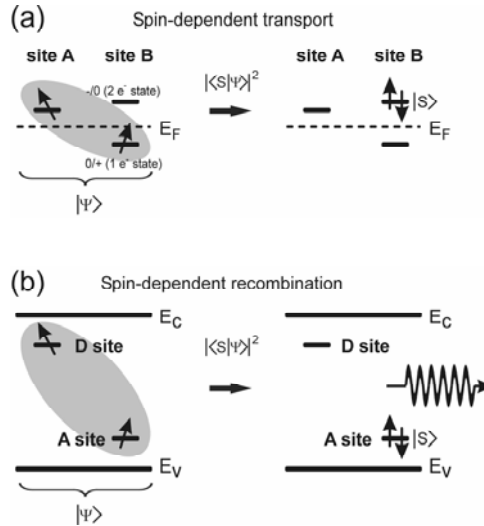 (a) Spin-dependent transport
site A site B site A site B
-/0 (2 e⁻ state) |⟨S|Ψ⟩|² |S⟩
E_F E_F
0/+ (1 e⁻ state)
|Ψ⟩
(b) Spin-dependent recombination
E_C E_C
D site |⟨S|Ψ⟩|² D site
A site A site |S⟩
E_V E_V
|Ψ⟩